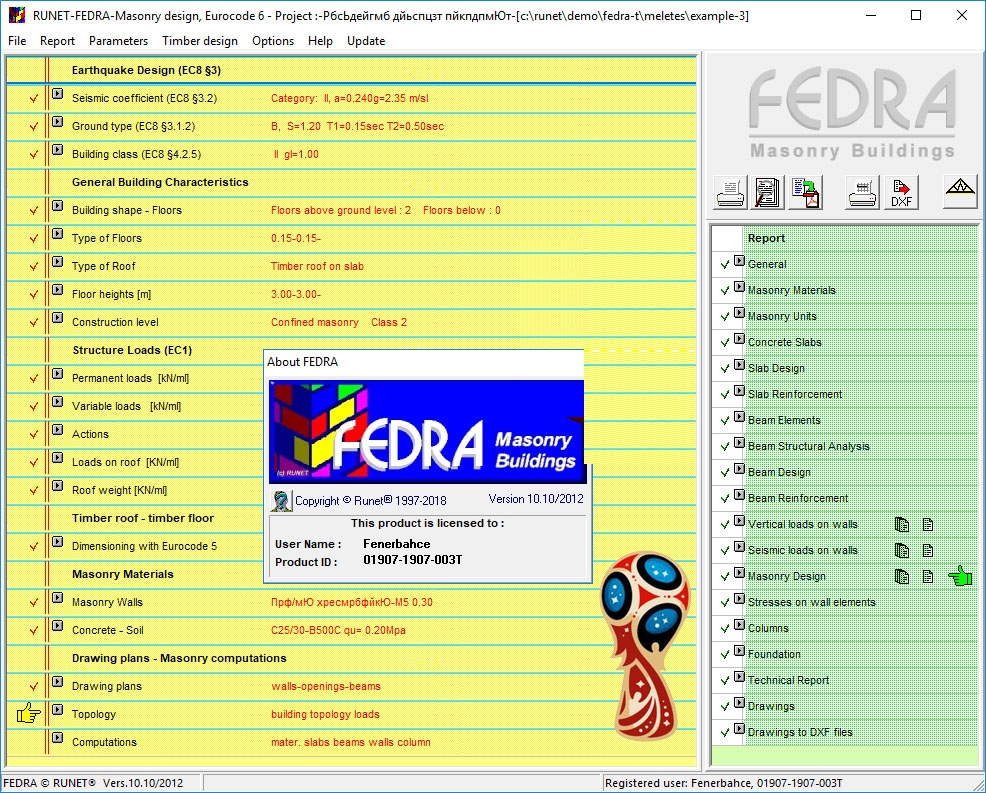 RUNET-FEDRA-Masonry design, Eurocode 6 - Project :-РбсЬдейгмб дйьспцзт пйкпдпмЮт-[c:\runet\demo\fedra-t\meletes\example-3]
File Report Parameters Timber design Options Help Update
Earthquake Design (EC8 §3)
Seismic coefficient (EC8 §3.2) Category: II, a=0.240g=2.35 m/sl
Ground type (EC8 §3.1.2) B, S=1.20 T1=0.15sec T2=0.50sec
Building class (EC8 §4.2.5) II gl=1.00
General Building Characteristics
Building shape - Floors Floors above ground level : 2 Floors below : 0
Type of Floors 0.15-0.15-
Type of Roof Timber roof on slab
Floor heights [m] 3.00-3.00-
Construction level Confined masonry Class 2
Structure Loads (EC1)
Permanent loads [kN/ml]
Variable loads [kN/ml]
Actions
Loads on roof [KN/ml]
Roof weight [KN/ml]
Timber roof - timber floor
Dimensioning with Eurocode 5
Masonry Materials
Masonry Walls Прф/мЮ хресмрбфйкЮ-M5 0.30
Concrete - Soil C25/30-B500C qu= 0.20Mpa
Drawing plans - Masonry computations
Drawing plans walls-openings-beams
Topology building topology loads
Computations mater. slabs beams walls column
About FEDRA
(c) RUNET
FEDRA Masonry Buildings
Copyright © Runet® 1997-2018 Version 10.10/2012
This product is licensed to :
User Name : Fenerbahce
Product ID : 01907-1907-003T
FEDRA
Masonry Buildings
DXF
Report
General
Masonry Materials
Masonry Units
Concrete Slabs
Slab Design
Slab Reinforcement
Beam Elements
Beam Structural Analysis
Beam Design
Beam Reinforcement
Vertical loads on walls
Seismic loads on walls
Masonry Design
Stresses on wall elements
Columns
Foundation
Technical Report
Drawings
Drawings to DXF files
FEDRA © RUNET® Vers.10.10/2012
Registered user: Fenerbahce, 01907-1907-003T